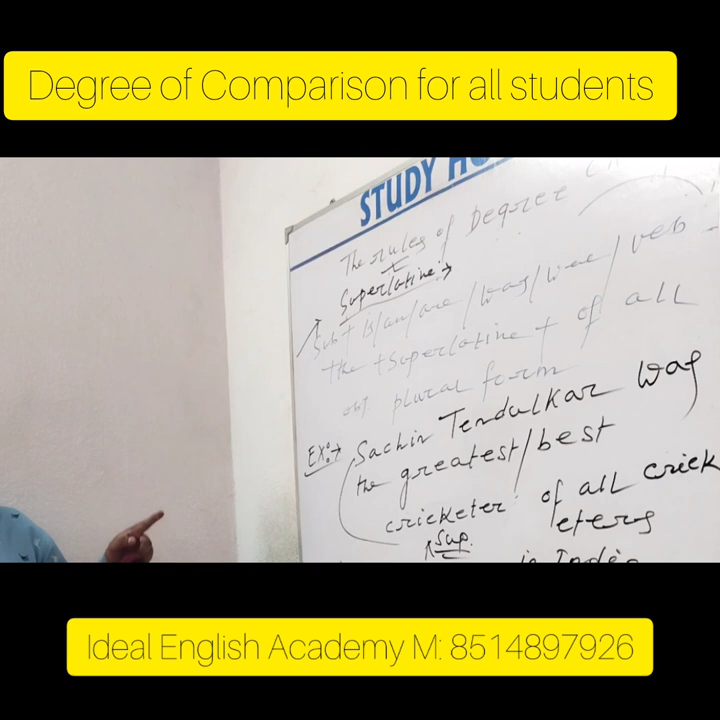 Degree of Comparison for all students
STUDY
The rules of Degree
Superlative:→
Sub + is/am/are/was/were/verb
the + Superlative + of all
plural form
Ex:→ Sachin Tendulkar was
the greatest/best
cricketer of all crick
eters
Sup.
in India
Ideal English Academy M: 8514897926